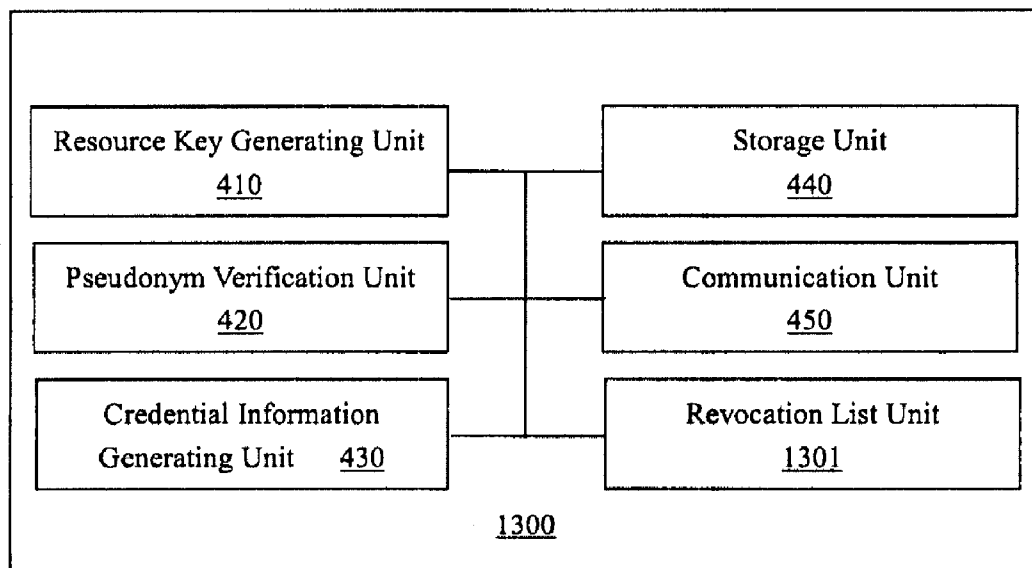 Resource Key Generating Unit
410
Storage Unit
440
Pseudonym Verification Unit
420
Communication Unit
450
Credential Information
Generating Unit 430
Revocation List Unit
1301
1300